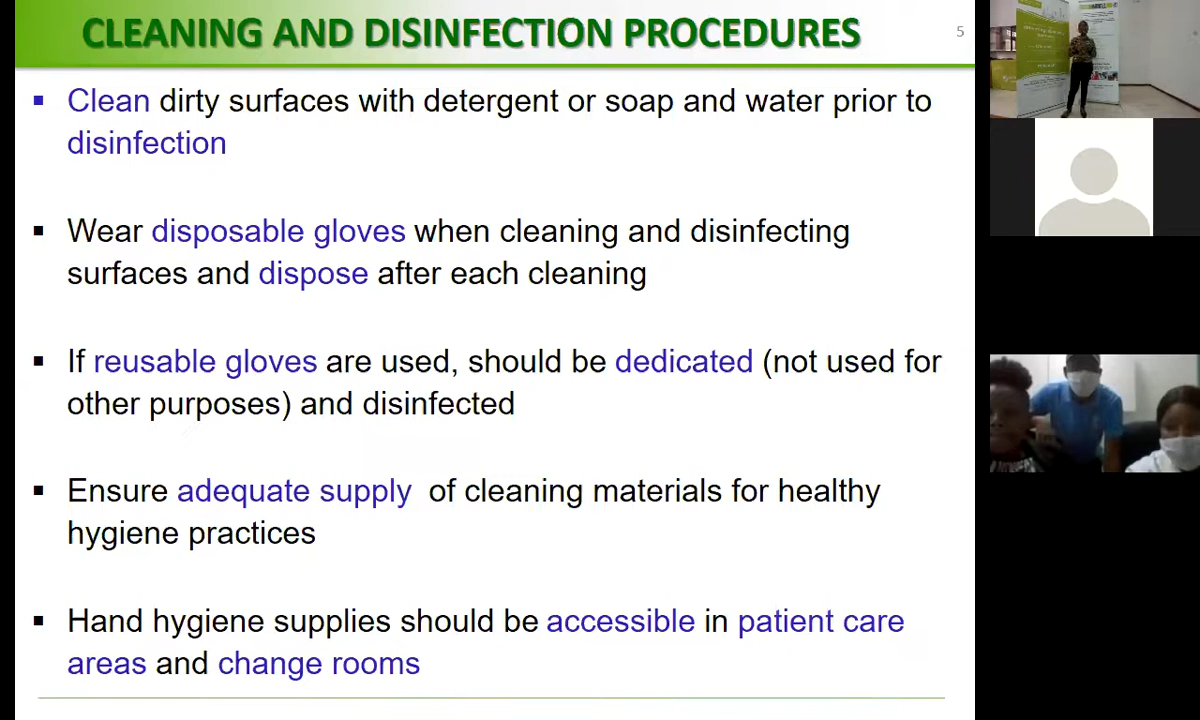 CLEANING AND DISINFECTION PROCEDURES
5
Clean dirty surfaces with detergent or soap and water prior to
disinfection
Wear disposable gloves when cleaning and disinfecting
surfaces and dispose after each cleaning
If reusable gloves are used, should be dedicated (not used for
other purposes) and disinfected
Ensure adequate supply of cleaning materials for healthy
hygiene practices
Hand hygiene supplies should be accessible in patient care
areas and change rooms